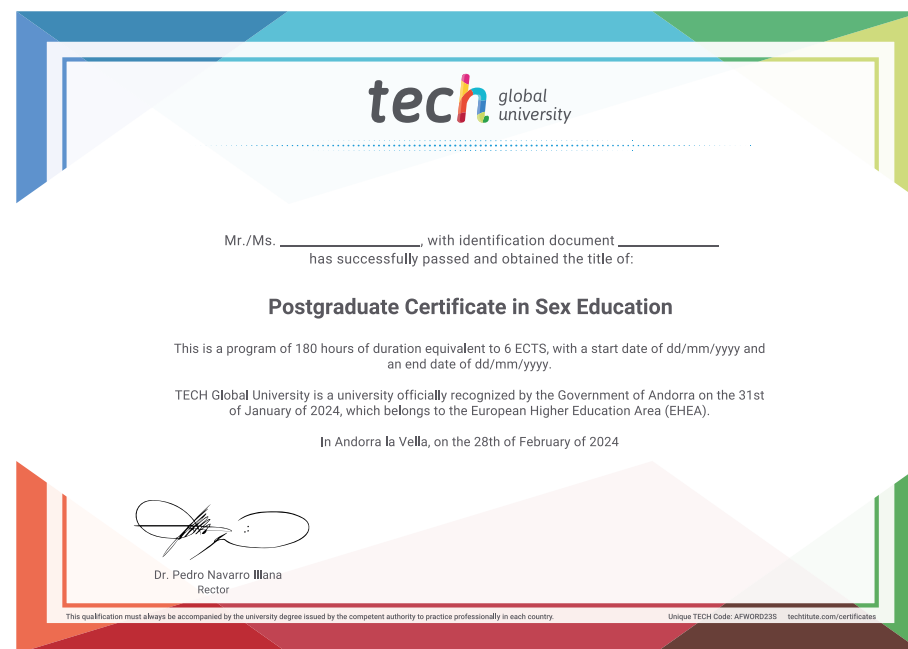 tech global university
Mr./Ms. ____________, with identification document ____________
has successfully passed and obtained the title of:
Postgraduate Certificate in Sex Education
This is a program of 180 hours of duration equivalent to 6 ECTS, with a start date of dd/mm/yyyy and
an end date of dd/mm/yyyy.
TECH Global University is a university officially recognized by the Government of Andorra on the 31st
of January of 2024, which belongs to the European Higher Education Area (EHEA).
In Andorra la Vella, on the 28th of February of 2024
Dr. Pedro Navarro Illana
Rector
This qualification must always be accompanied by the university degree issued by the competent authority to practice professionally in each country.
Unique TECH Code: AFWORD23S techtitute.com/certificates